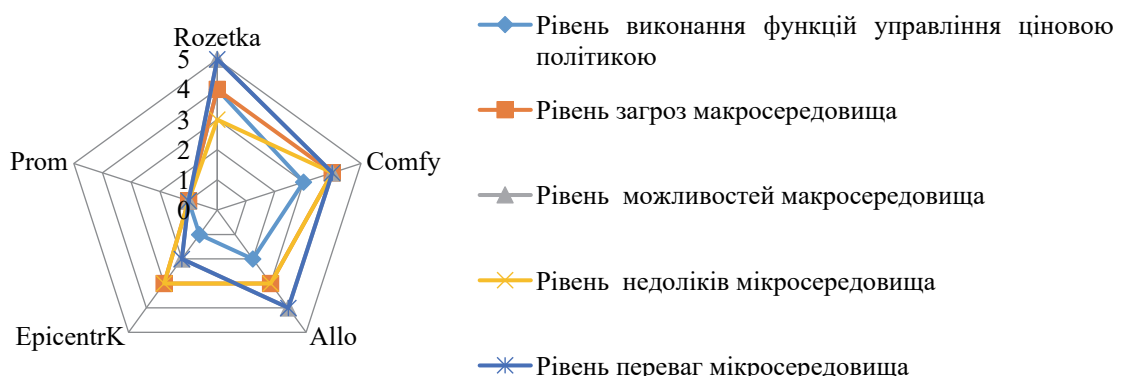 Rozetka
5
4
3
2
1
0
Comfy
Allo
EpicentrK
Prom
Рівень виконання функцій управління ціновою
політикою
Рівень загроз макросередовища
Рівень можливостей макросередовища
Рівень недоліків мікросередовища
Рівень переваг мікросередовища